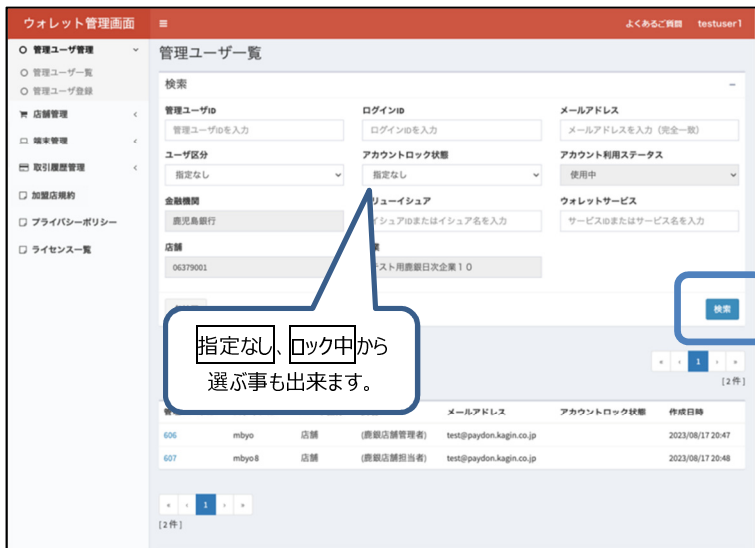 ウォレット管理画面
よくあるご質問 testuser1
管理ユーザ管理
管理ユーザ一覧
管理ユーザ登録
店舗管理
端末管理
取引履歴管理
加盟店規約
プライバシーポリシー
ライセンス一覧
管理ユーザ一覧
検索
管理ユーザID ログインID メールアドレス
管理ユーザIDを入力 ログインIDを入力 メールアドレスを入力（完全一致）
ユーザ区分 アカウントロック状態 アカウント利用ステータス
指定なし 指定なし 使用中
金融機関 リューイシュア ウォレットサービス
鹿児島銀行 イシュアIDまたはイシュア名を入力 サービスIDまたはサービス名を入力
店舗 業
06379001 テスト用鹿銀日次企業１０
検索
指定なし、ロック中から
選ぶ事も出来ます。
« ‹ 1 › »
[2件]
メールアドレス アカウントロック状態 作成日時
606 mbyo 店舗 (鹿銀店舗管理者) test@paydon.kagin.co.jp 2023/08/17 20:47
607 mbyo8 店舗 (鹿銀店舗担当者) test@paydon.kagin.co.jp 2023/08/17 20:48
« ‹ 1 › »
[2件]